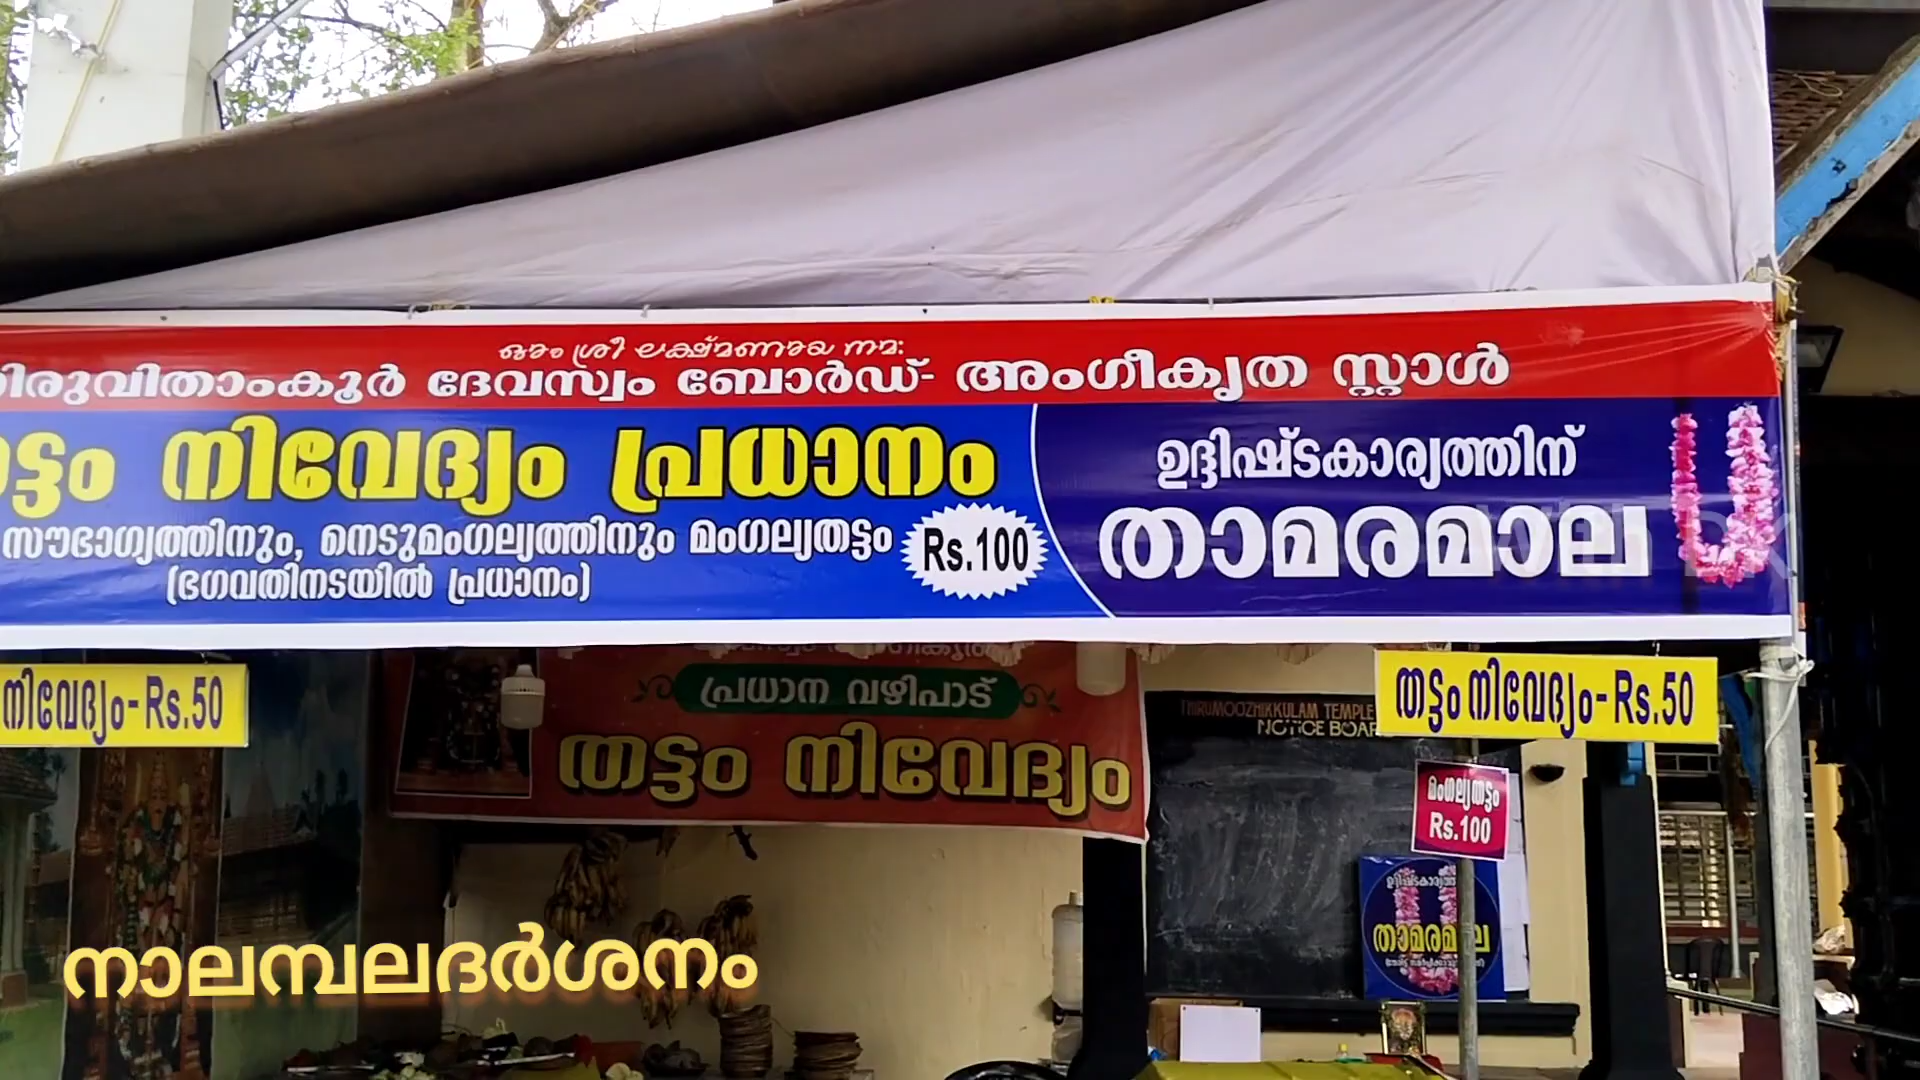 ഓം ശ്രീ ലക്ഷ്മണായ നമ:
തിരുവിതാംകൂർ ദേവസ്വം ബോർഡ്- അംഗീകൃത സ്റ്റാൾ
നിവേദ്യം പ്രധാനം
സൗഭാഗ്യത്തിനും, നെടുമംഗല്യത്തിനും മംഗല്യതട്ടം
Rs.100
(ഭഗവതിനടയിൽ പ്രധാനം)
ഉദ്ദിഷ്ടകാര്യത്തിന്
താമരമാല
നിവേദ്യം-Rs.50
പ്രധാന വഴിപാട്
തട്ടം നിവേദ്യം
THIRUMOOZHIKKULAM TEMPLE
NOTICE BOARD
തട്ടം നിവേദ്യം-Rs.50
മംഗല്യതട്ടം
Rs.100
താമരമാല
നാലമ്പലദർശനം